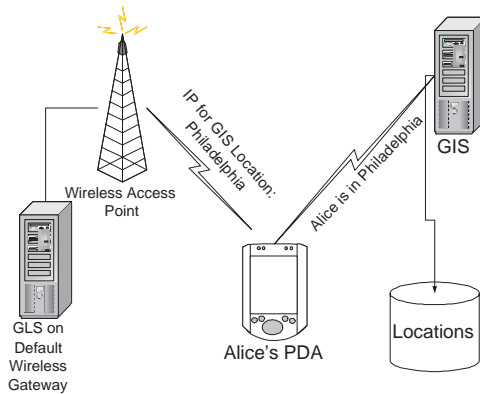 IP for GIS Location:
Philadelphia
Alice is in Philadelphia
GIS
Wireless Access
Point
GLS on
Default
Wireless
Gateway
Alice's PDA
Locations